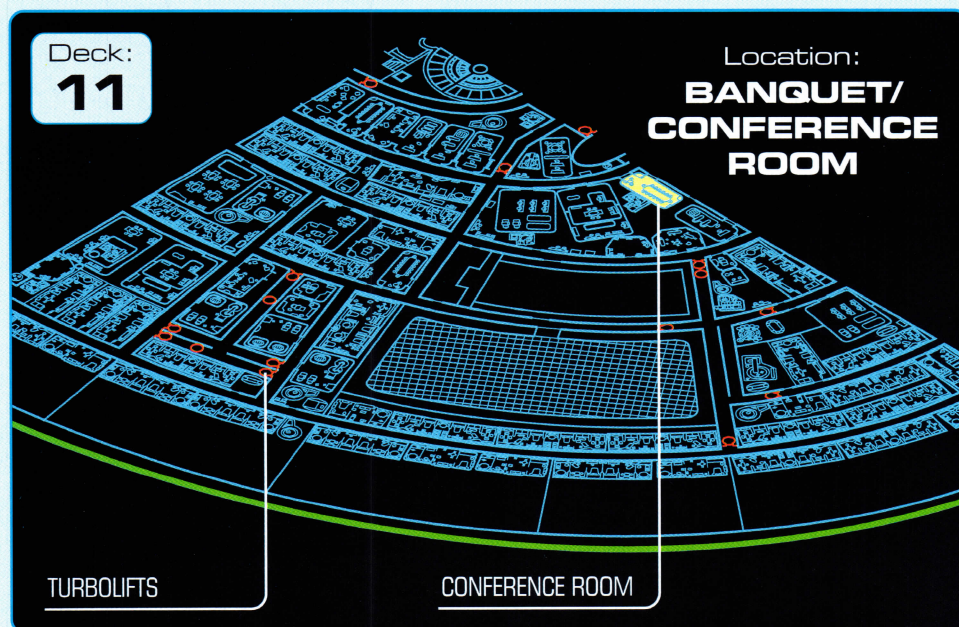 Deck:
11
Location:
BANQUET/
CONFERENCE
ROOM
TURBOLIFTS
CONFERENCE ROOM